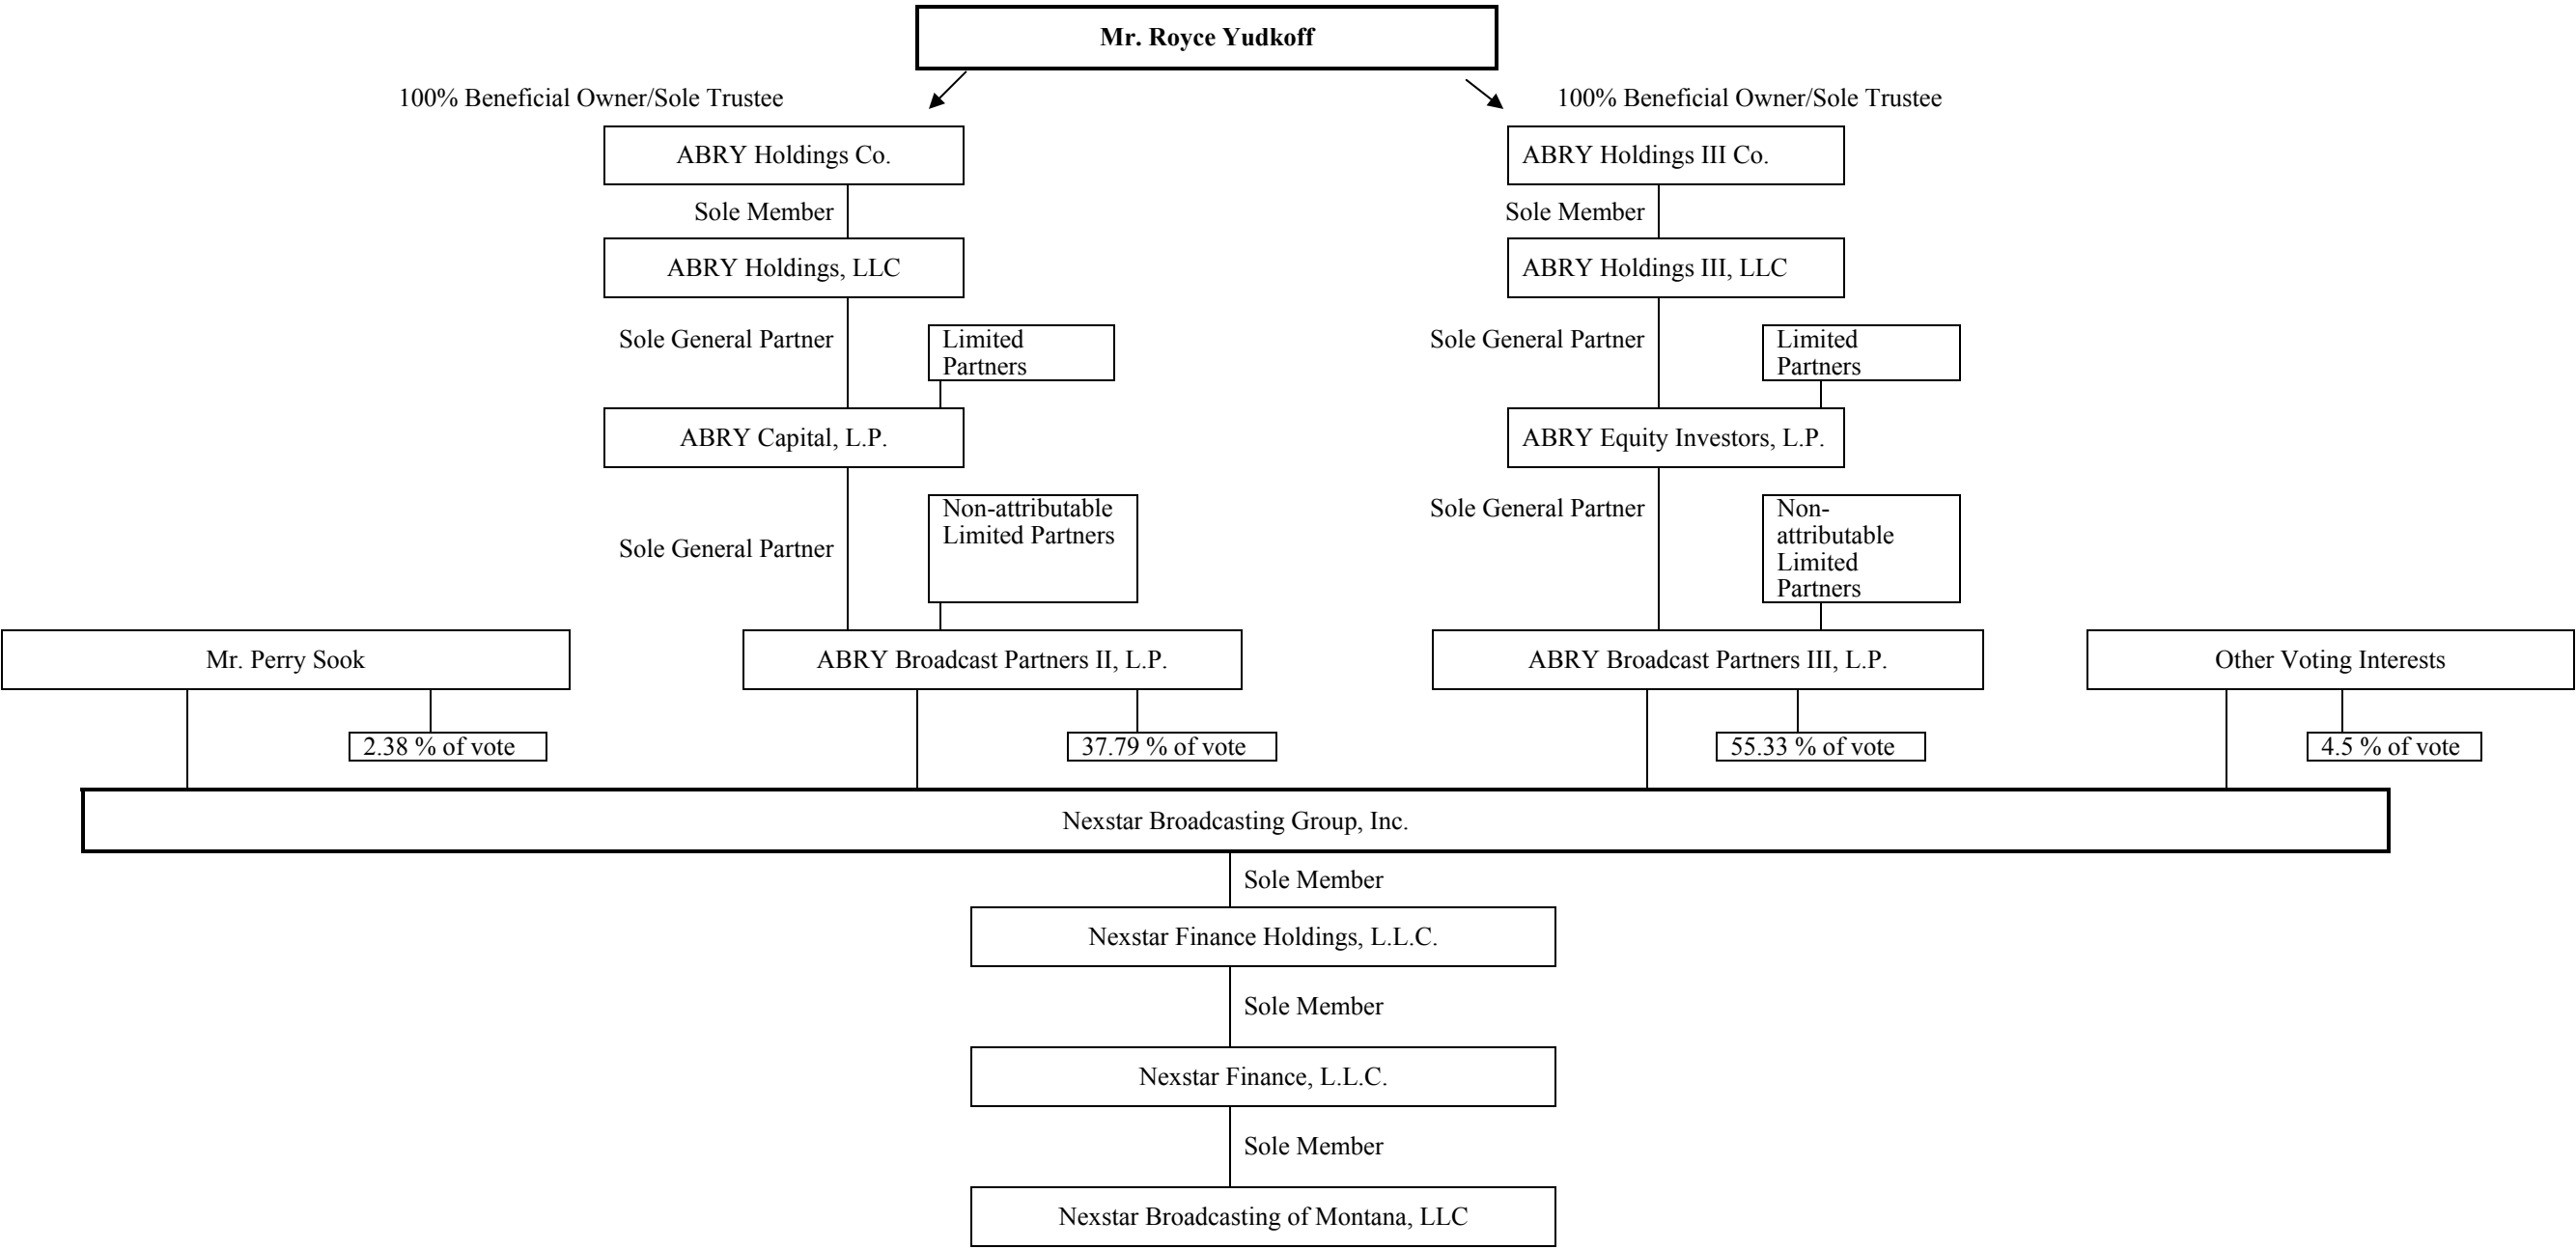 Mr. Royce Yudkoff
100% Beneficial Owner/Sole Trustee
100% Beneficial Owner/Sole Trustee
ABRY Holdings Co.
ABRY Holdings III Co.
Sole Member
Sole Member
ABRY Holdings, LLC
ABRY Holdings III, LLC
Sole General Partner
Limited
Partners
Sole General Partner
Limited
Partners
ABRY Capital, L.P.
ABRY Equity Investors, L.P.
Sole General Partner
Non-attributable
Limited Partners
Sole General Partner
Non-
attributable
Limited
Partners
Mr. Perry Sook
ABRY Broadcast Partners II, L.P.
ABRY Broadcast Partners III, L.P.
Other Voting Interests
2.38 % of vote
37.79 % of vote
55.33 % of vote
4.5 % of vote
Nexstar Broadcasting Group, Inc.
Sole Member
Nexstar Finance Holdings, L.L.C.
Sole Member
Nexstar Finance, L.L.C.
Sole Member
Nexstar Broadcasting of Montana, LLC